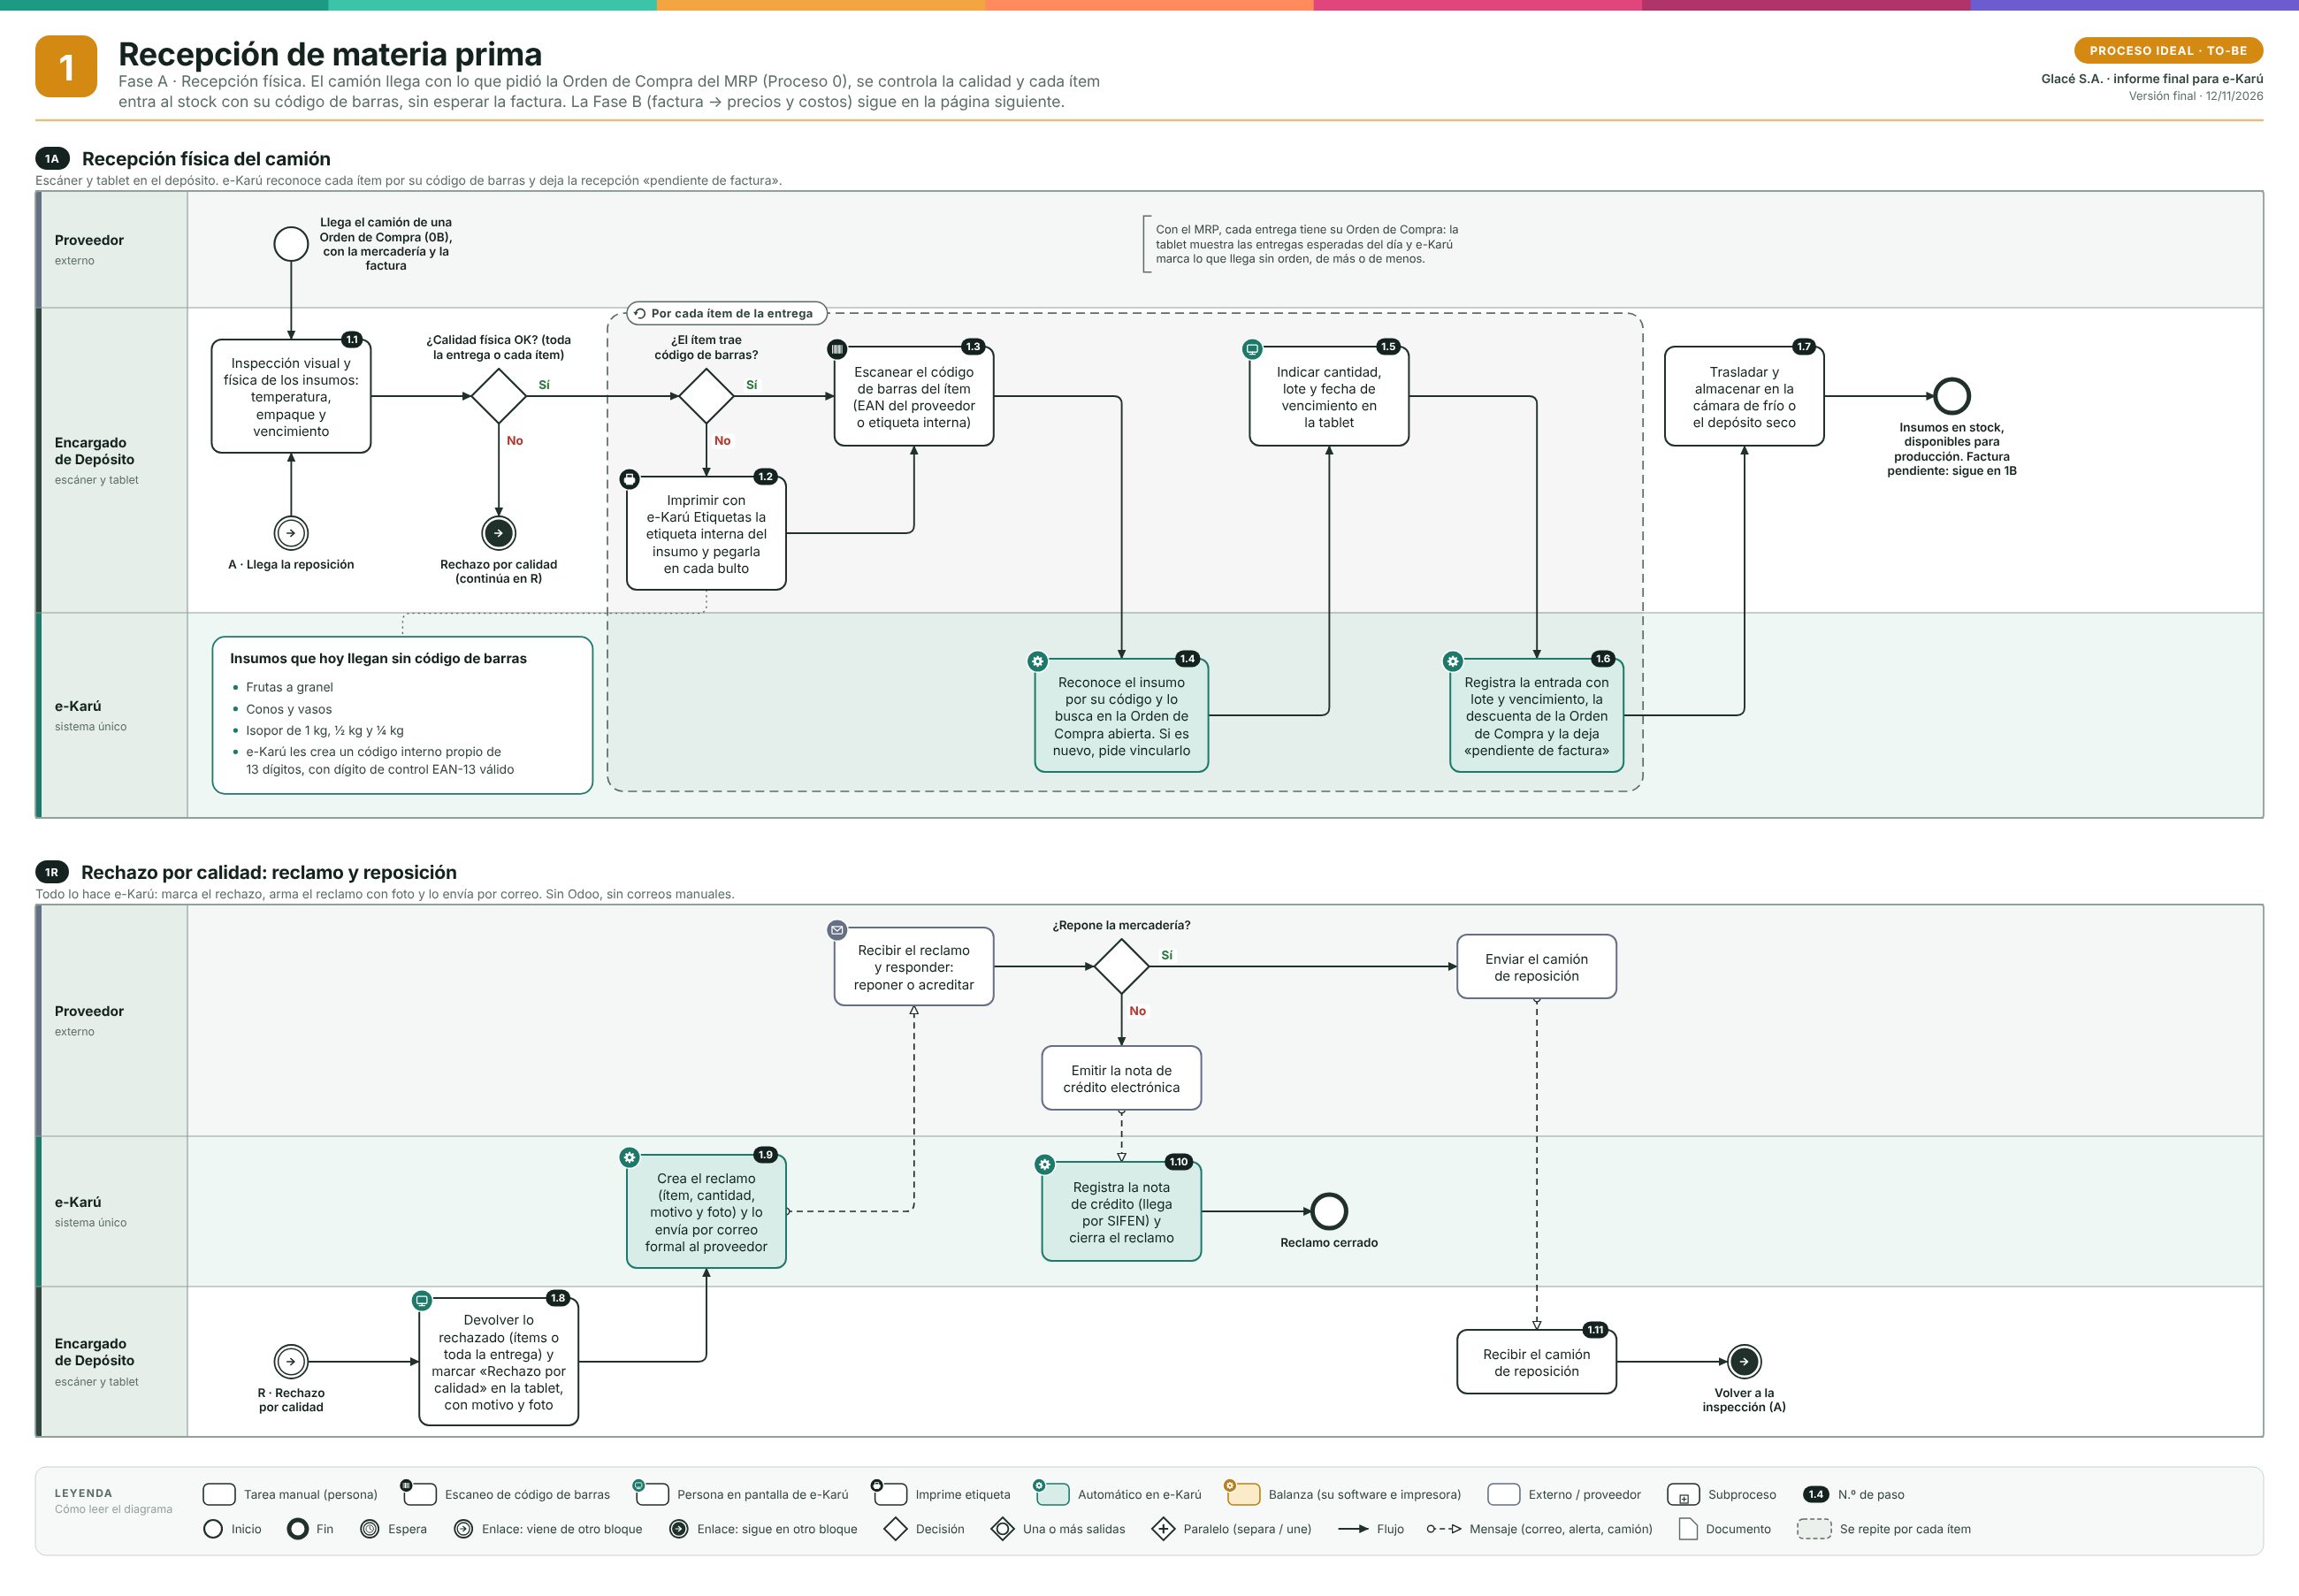 1
Recepción de materia prima
Fase A · Recepción física. El camión llega con lo que pidió la Orden de Compra del MRP (Proceso 0), se controla la calidad y cada ítem
entra al stock con su código de barras, sin esperar la factura. La Fase B (factura → precios y costos) sigue en la página siguiente.
PROCESO IDEAL · TO-BE
Glacé S.A. · informe final para e-Karú
Versión final · 12/11/2026
1A
Recepción física del camión
Escáner y tablet en el depósito. e-Karú reconoce cada ítem por su código de barras y deja la recepción «pendiente de factura».
Proveedor
externo
Llega el camión de una
Orden de Compra (0B),
con la mercadería y la
factura
Con el MRP, cada entrega tiene su Orden de Compra: la
tablet muestra las entregas esperadas del día y e-Karú
marca lo que llega sin orden, de más o de menos.
Encargado
de Depósito
escáner y tablet
Por cada ítem de la entrega
1.1
Inspección visual y
física de los insumos:
temperatura,
empaque y
vencimiento
¿Calidad física OK? (toda
la entrega o cada ítem)
Sí
No
¿El ítem trae
código de barras?
Sí
No
1.3
Escanear el código
de barras del ítem
(EAN del proveedor
o etiqueta interna)
1.5
Indicar cantidad,
lote y fecha de
vencimiento en
la tablet
1.7
Trasladar y
almacenar en la
cámara de frío o
el depósito seco
Insumos en stock,
disponibles para
producción. Factura
pendiente: sigue en 1B
A · Llega la reposición
Rechazo por calidad
(continúa en R)
1.2
Imprimir con
e-Karú Etiquetas la
etiqueta interna del
insumo y pegarla
en cada bulto
e-Karú
sistema único
Insumos que hoy llegan sin código de barras
• Frutas a granel
• Conos y vasos
• Isopor de 1 kg, ½ kg y ¼ kg
• e-Karú les crea un código interno propio de
13 dígitos, con dígito de control EAN-13 válido
1.4
Reconoce el insumo
por su código y lo
busca en la Orden de
Compra abierta. Si es
nuevo, pide vincularlo
1.6
Registra la entrada con
lote y vencimiento, la
descuenta de la Orden
de Compra y la deja
«pendiente de factura»
1R
Rechazo por calidad: reclamo y reposición
Todo lo hace e-Karú: marca el rechazo, arma el reclamo con foto y lo envía por correo. Sin Odoo, sin correos manuales.
Proveedor
externo
Recibir el reclamo
y responder:
reponer o acreditar
¿Repone la mercadería?
Sí
No
Enviar el camión
de reposición
Emitir la nota de
crédito electrónica
e-Karú
sistema único
1.9
Crea el reclamo
(ítem, cantidad,
motivo y foto) y lo
envía por correo
formal al proveedor
1.10
Registra la nota
de crédito (llega
por SIFEN) y
cierra el reclamo
Reclamo cerrado
Encargado
de Depósito
escáner y tablet
R · Rechazo
por calidad
1.8
Devolver lo
rechazado (ítems o
toda la entrega) y
marcar «Rechazo por
calidad» en la tablet,
con motivo y foto
1.11
Recibir el camión
de reposición
Volver a la
inspección (A)
LEYENDA
Cómo leer el diagrama
Tarea manual (persona)
Escaneo de código de barras
Persona en pantalla de e-Karú
Imprime etiqueta
Automático en e-Karú
Balanza (su software e impresora)
Externo / proveedor
Subproceso
1.4
N.º de paso
Inicio
Fin
Espera
Enlace: viene de otro bloque
Enlace: sigue en otro bloque
Decisión
Una o más salidas
Paralelo (separa / une)
Flujo
Mensaje (correo, alerta, camión)
Documento
Se repite por cada ítem